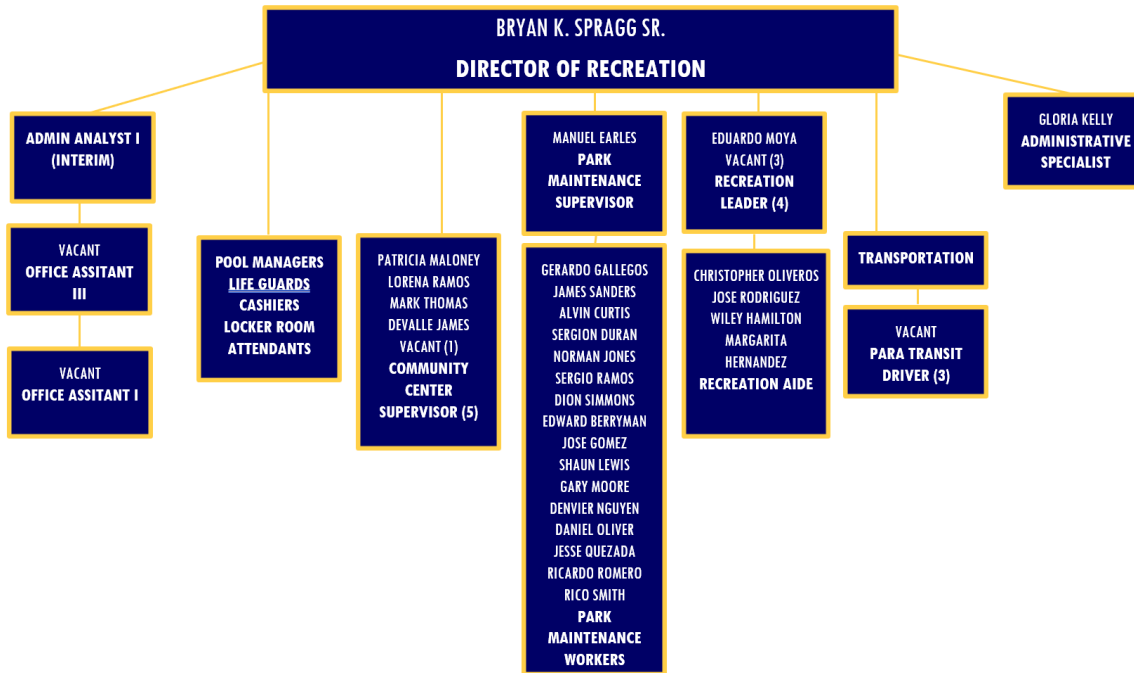 BRYAN K. SPRAGG SR.
DIRECTOR OF RECREATION
ADMIN ANALYST I
(INTERIM)
VACANT
OFFICE ASSITANT
III
VACANT
OFFICE ASSITANT I
POOL MANAGERS
LIFE GUARDS
CASHIERS
LOCKER ROOM
ATTENDANTS
PATRICIA MALONEY
LORENA RAMOS
MARK THOMAS
DEVALLE JAMES
VACANT (1)
COMMUNITY
CENTER
SUPERVISOR (5)
MANUEL EARLES
PARK
MAINTENANCE
SUPERVISOR
GERARDO GALLEGOS
JAMES SANDERS
ALVIN CURTIS
SERGION DURAN
NORMAN JONES
SERGIO RAMOS
DION SIMMONS
EDWARD BERRYMAN
JOSE GOMEZ
SHAUN LEWIS
GARY MOORE
DENVIER NGUYEN
DANIEL OLIVER
JESSE QUEZADA
RICARDO ROMERO
RICO SMITH
PARK
MAINTENANCE
WORKERS
EDUARDO MOYA
VACANT (3)
RECREATION
LEADER (4)
CHRISTOPHER OLIVEROS
JOSE RODRIGUEZ
WILEY HAMILTON
MARGARITA
HERNANDEZ
RECREATION AIDE
TRANSPORTATION
VACANT
PARA TRANSIT
DRIVER (3)
GLORIA KELLY
ADMINISTRATIVE
SPECIALIST